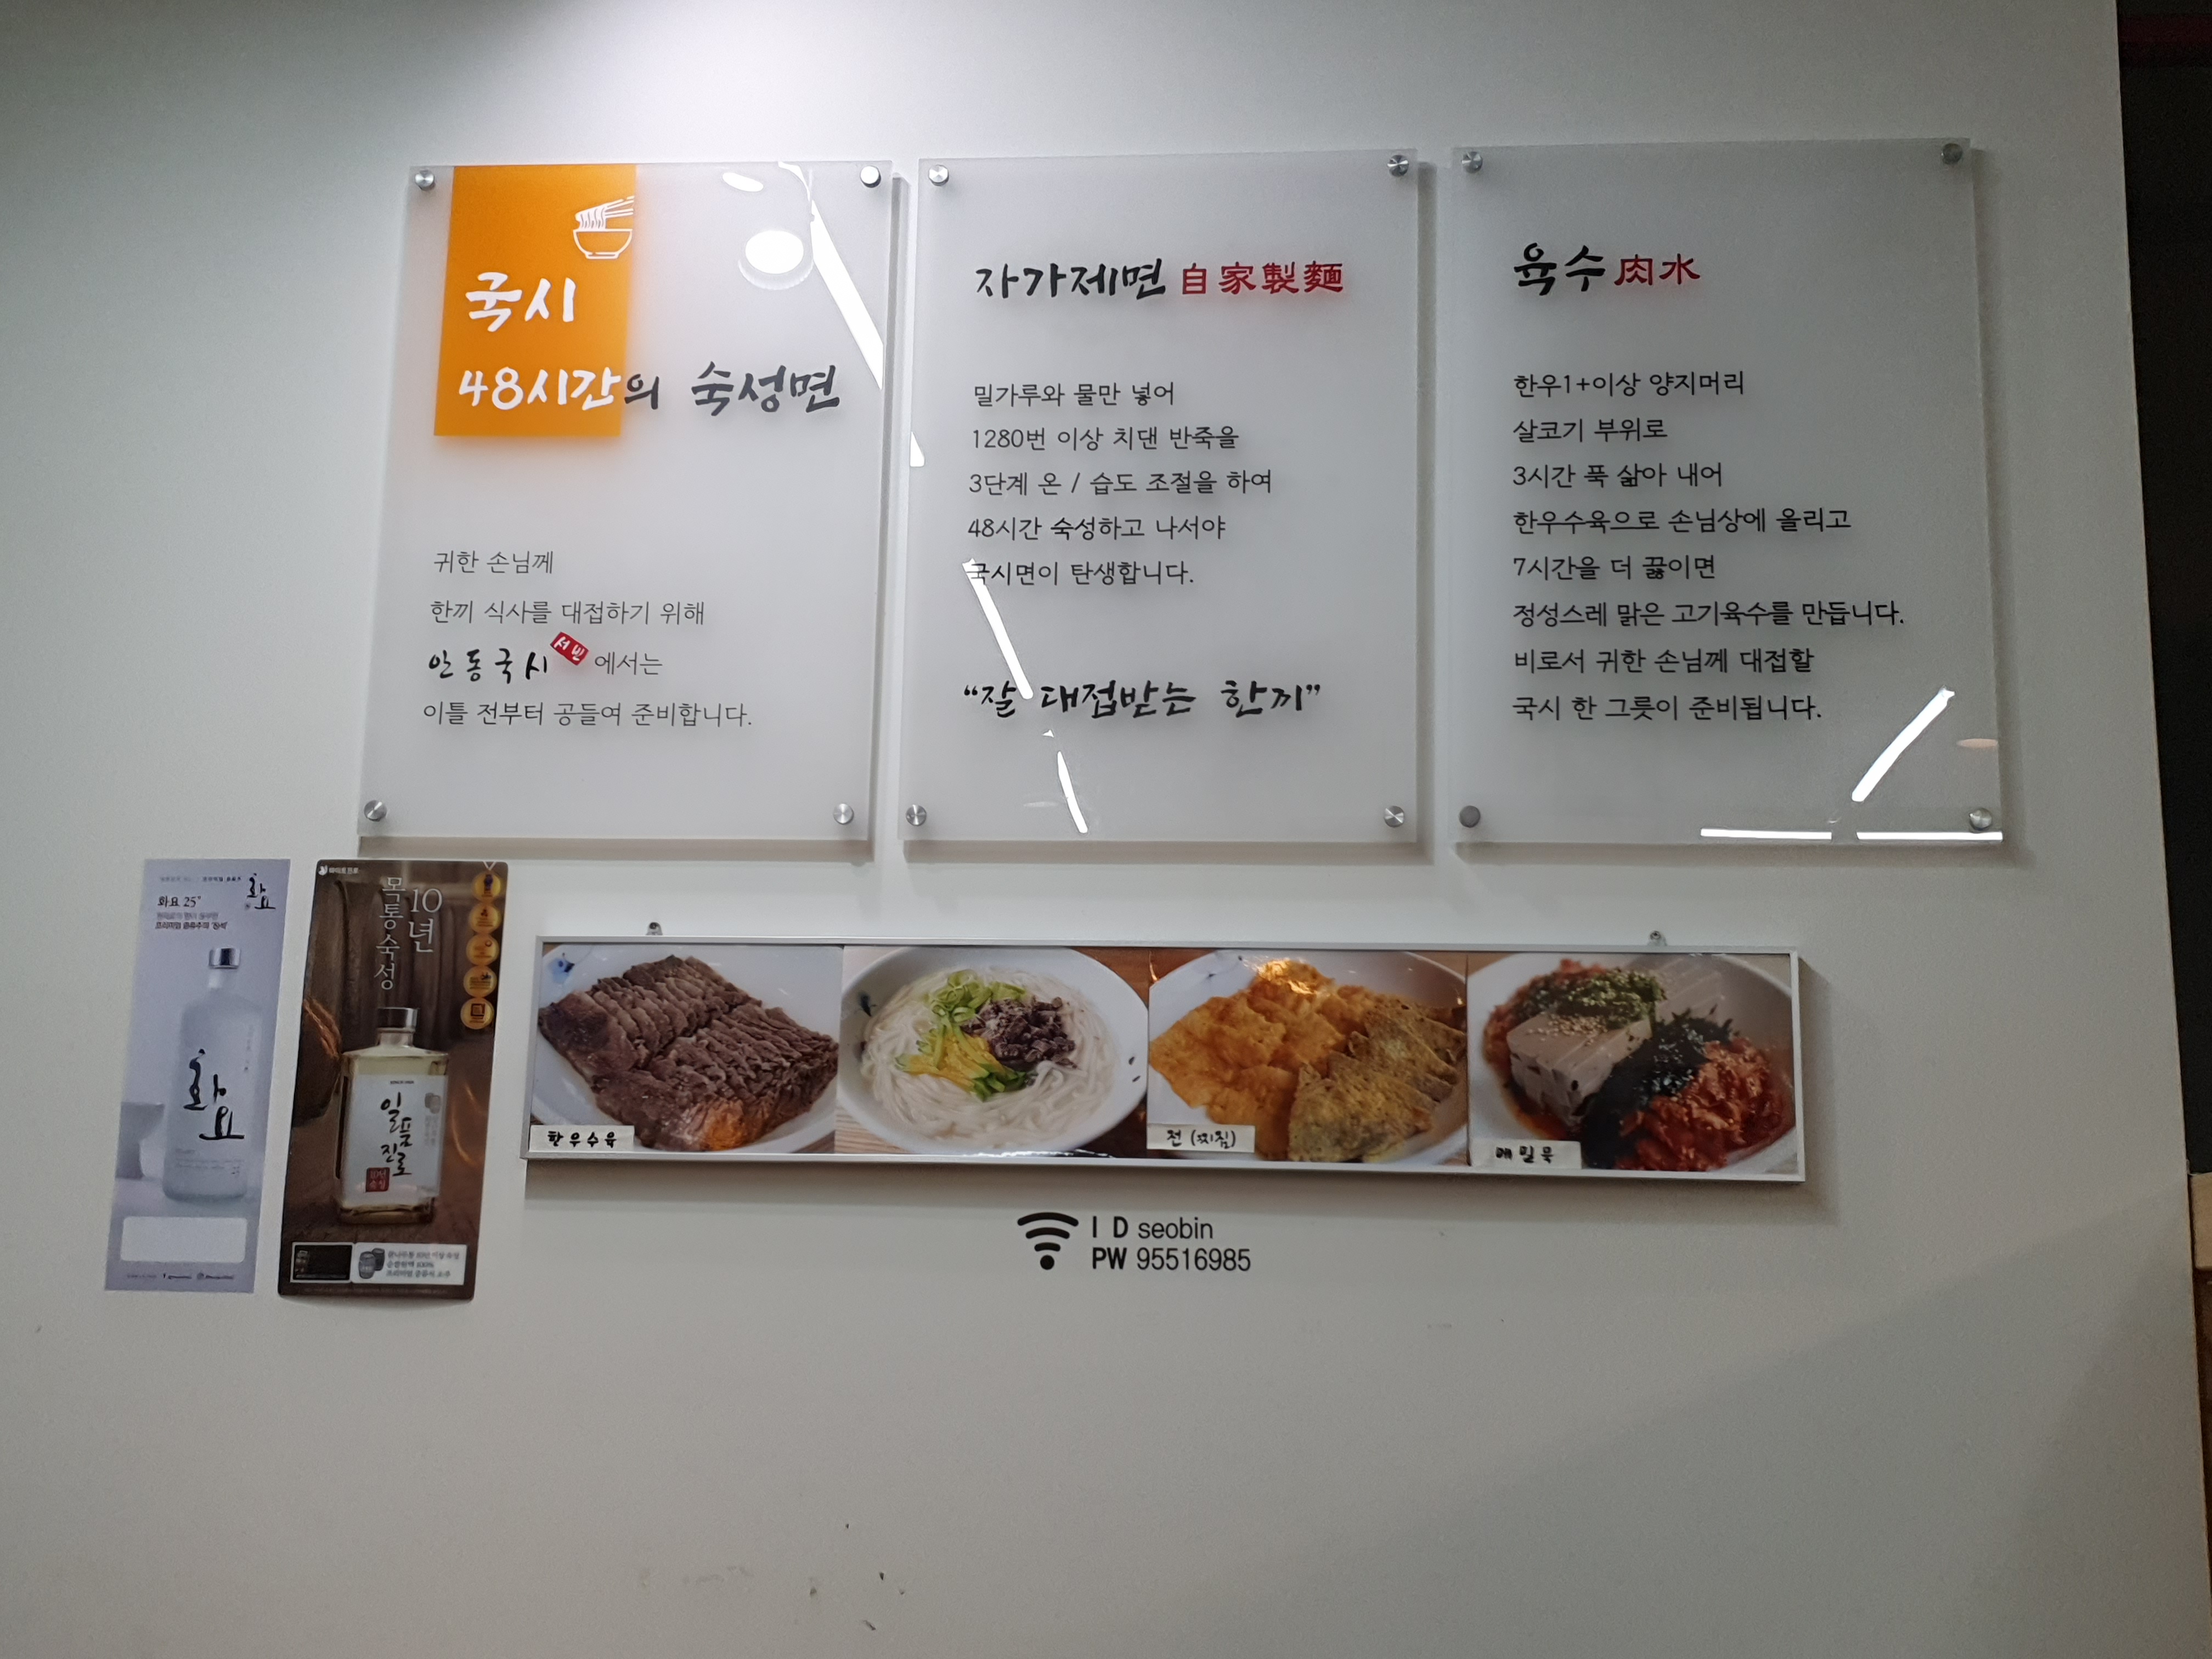 국시
48시간의 숙성면
귀한 손님께
한끼 식사를 대접하기 위해
안동국시 서빈 에서는
이틀 전부터 공들여 준비합니다.
자가제면 自家製麵
밀가루와 물만 넣어
1280번 이상 치댄 반죽을
3단계 온 / 습도 조절을 하여
48시간 숙성하고 나서야
국시면이 탄생합니다.
“잘 대접받는 한끼”
육수 肉水
한우1+이상 양지머리
살코기 부위로
3시간 푹 삶아 내어
한우수육으로 손님상에 올리고
7시간을 더 끓이면
정성스레 맑은 고기육수를 만듭니다.
비로서 귀한 손님께 대접할
국시 한 그릇이 준비됩니다.
화요
화요 25°
화요
하이트진로
10년
목통숙성
일품
진로
한우수육
전 (찌짐)
메밀묵
I D seobin
PW 95516985